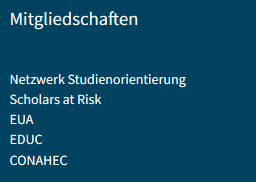 Mitgliedschaften
Netzwerk Studienorientierung
Scholars at Risk
EUA
EDUC
CONAHEC